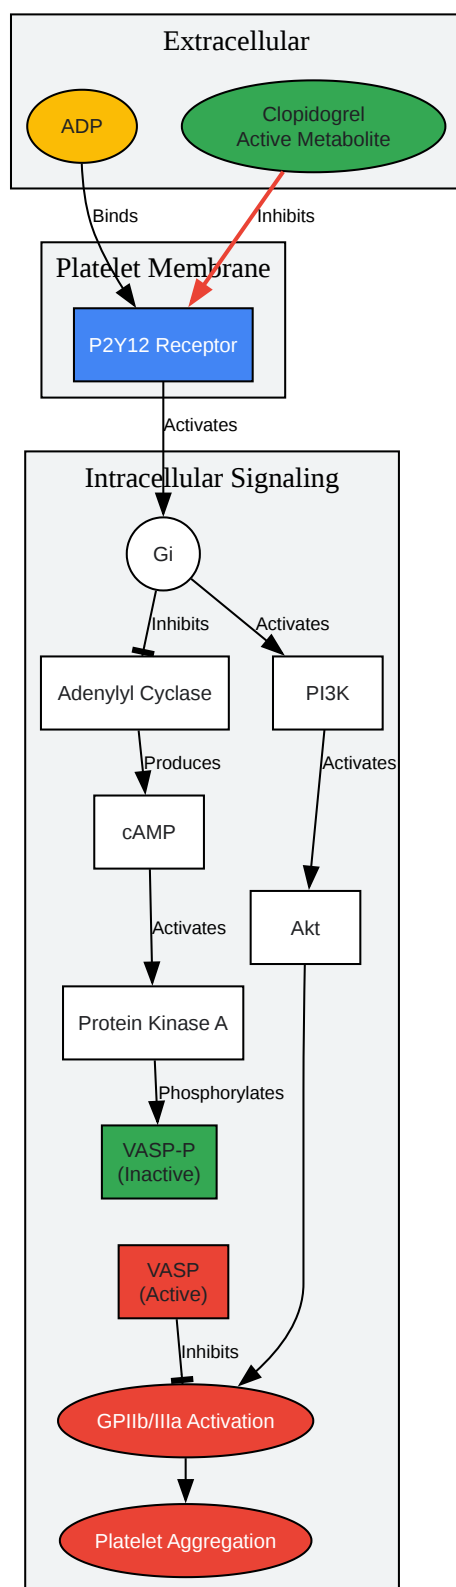 Extracellular
ADP
Clopidogrel
Active Metabolite
Binds
Inhibits
Platelet Membrane
P2Y12 Receptor
Activates
Intracellular Signaling
Gi
Inhibits
Activates
Adenylyl Cyclase
PI3K
Produces
Activates
cAMP
Akt
Activates
Protein Kinase A
Phosphorylates
VASP-P
(Inactive)
VASP
(Active)
Inhibits
GPIIb/IIIa Activation
Platelet Aggregation